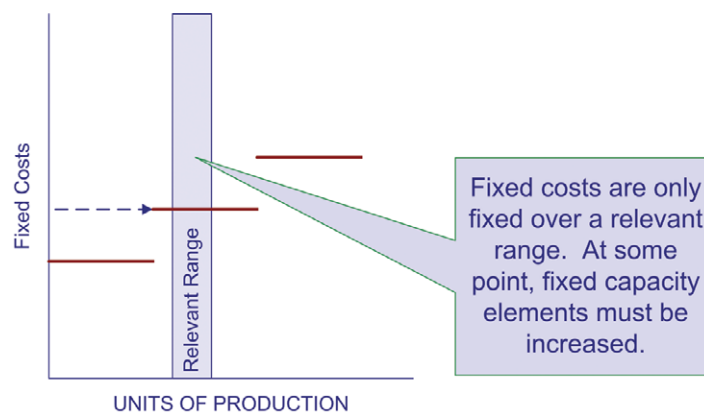 Fixed Costs
Relevant Range
Fixed costs are only
fixed over a relevant
range. At some
point, fixed capacity
elements must be
increased.
UNITS OF PRODUCTION